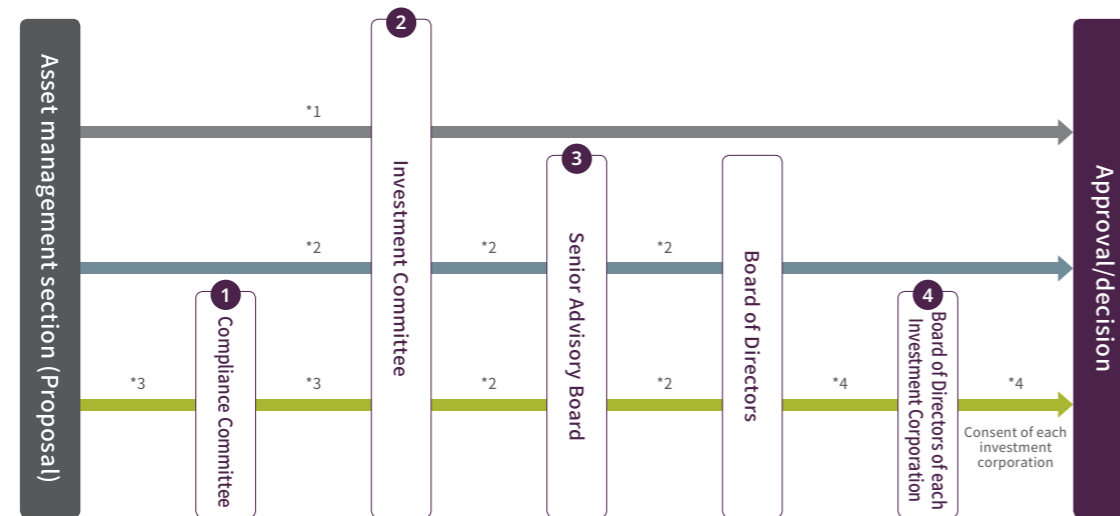 Asset management section (Proposal)
2
*1
Investment Committee
3
Senior Advisory Board
Board of Directors
Approval/decision
*2
*2
*2
1
Compliance Committee
4
Board of Directors of each
Investment Corporation
*3
*3
*2
*2
*4
*4
Consent of each
investment
corporation